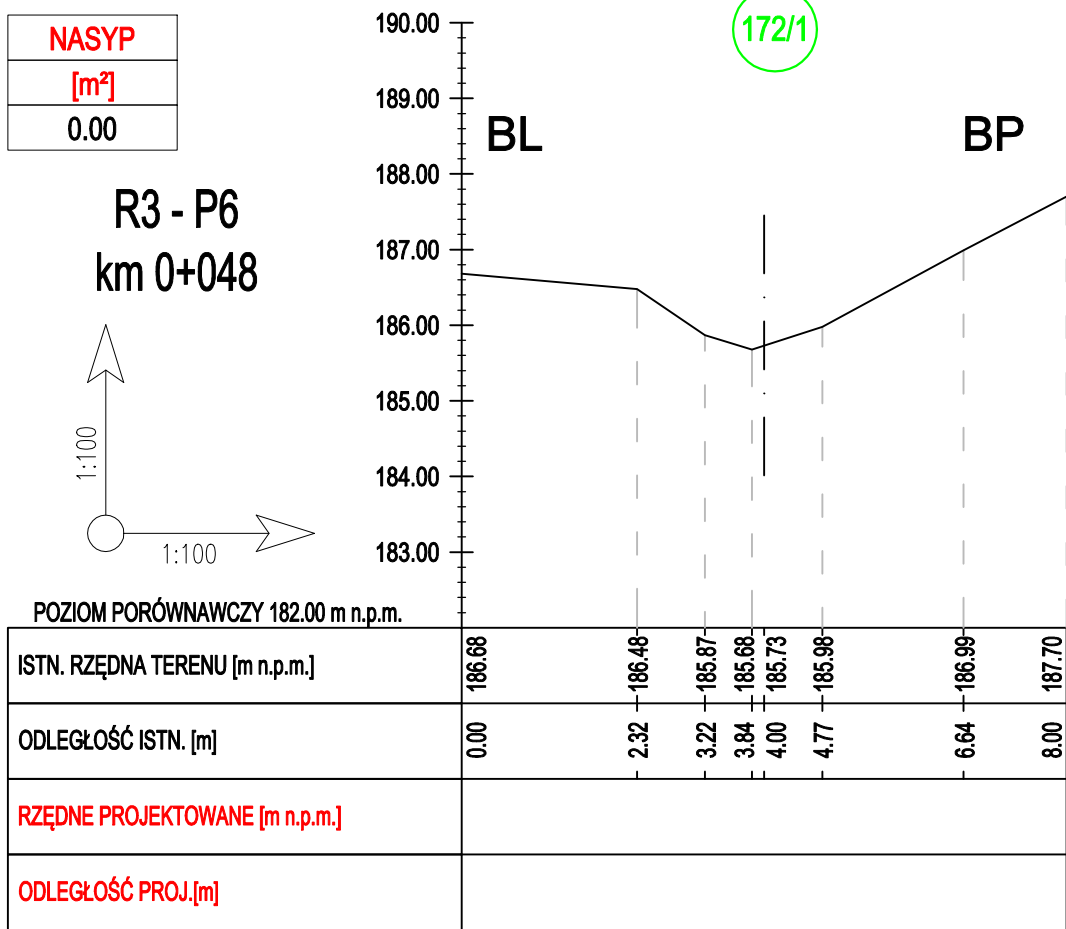 NASYP
[m²]
0.00
R3 - P6
km 0+048
1:100
1:100
172/1
BL
BP
190.00
189.00
188.00
187.00
186.00
185.00
184.00
183.00
POZIOM PORÓWNAWCZY 182.00 m n.p.m.
ISTN. RZĘDNA TERENU [m n.p.m.] 186.68 186.48 185.87 185.68 185.73 185.98 186.99 187.70
ODLEGŁOŚĆ ISTN. [m] 0.00 2.32 3.22 3.84 4.00 4.77 6.64 8.00
RZĘDNE PROJEKTOWANE [m n.p.m.]
ODLEGŁOŚĆ PROJ.[m]